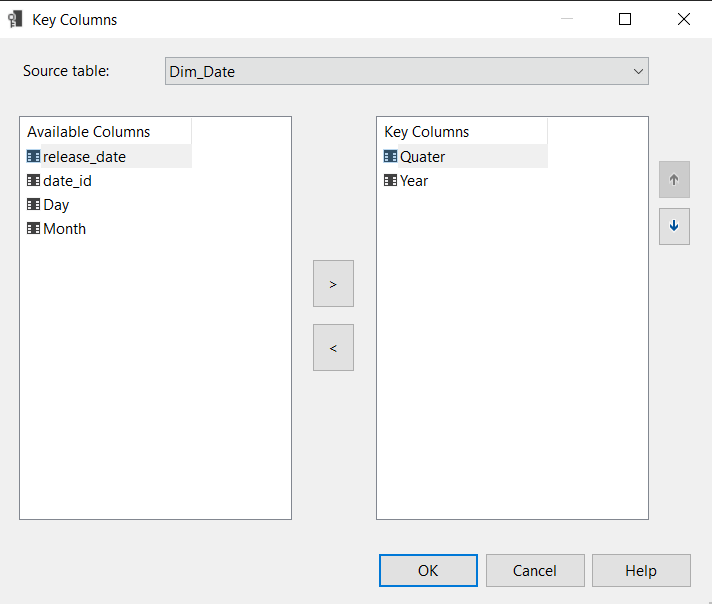 Key Columns
Source table:
Dim_Date
Available Columns
release_date
date_id
Day
Month
>
<
Key Columns
Quater
Year
OK
Cancel
Help